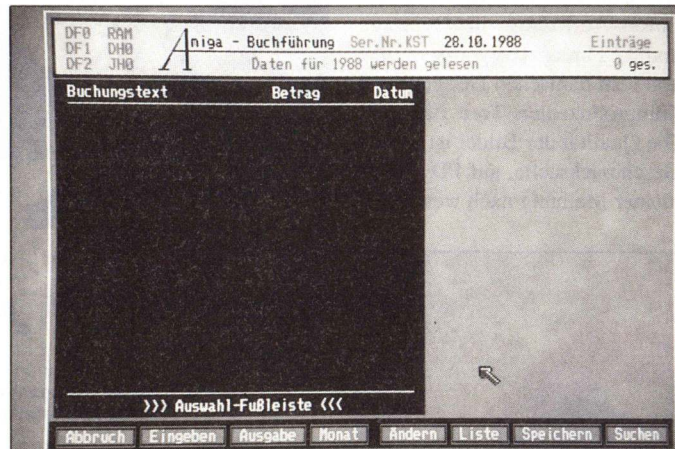 DF0 RAM
DF1 DH0
DF2 JH0
Amiga - Buchführung Ser.Nr.KST 28.10.1988
Daten für 1988 werden gelesen
Einträge
0 ges.
Buchungstext Betrag Datum
>>> Auswahl-Fußleiste <<<
Abbruch Eingeben Ausgabe Monat Ändern Liste Speichern Suchen